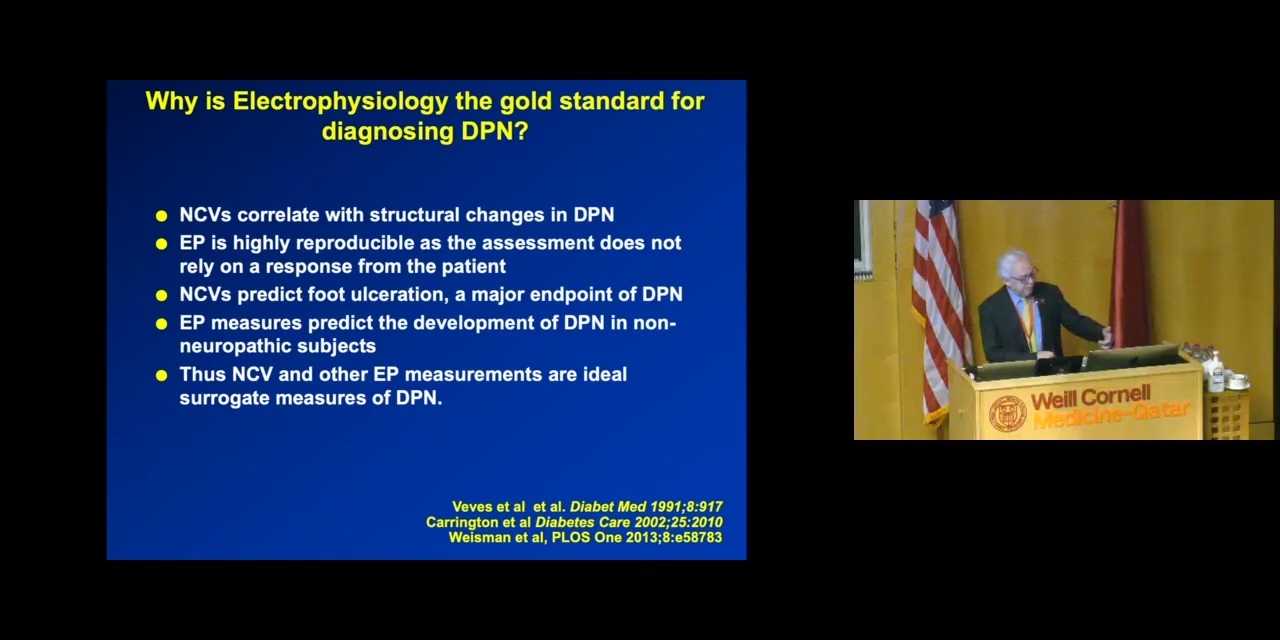 Why is Electrophysiology the gold standard for
diagnosing DPN?
NCVs correlate with structural changes in DPN
EP is highly reproducible as the assessment does not
rely on a response from the patient
NCVs predict foot ulceration, a major endpoint of DPN
EP measures predict the development of DPN in non-
neuropathic subjects
Thus NCV and other EP measurements are ideal
surrogate measures of DPN.
Veves et al  et al. Diabet Med 1991;8:917
Carrington et al Diabetes Care 2002;25:2010
Weisman et al, PLOS One 2013;8:e58783
Weill Cornell
Medicine-Qatar